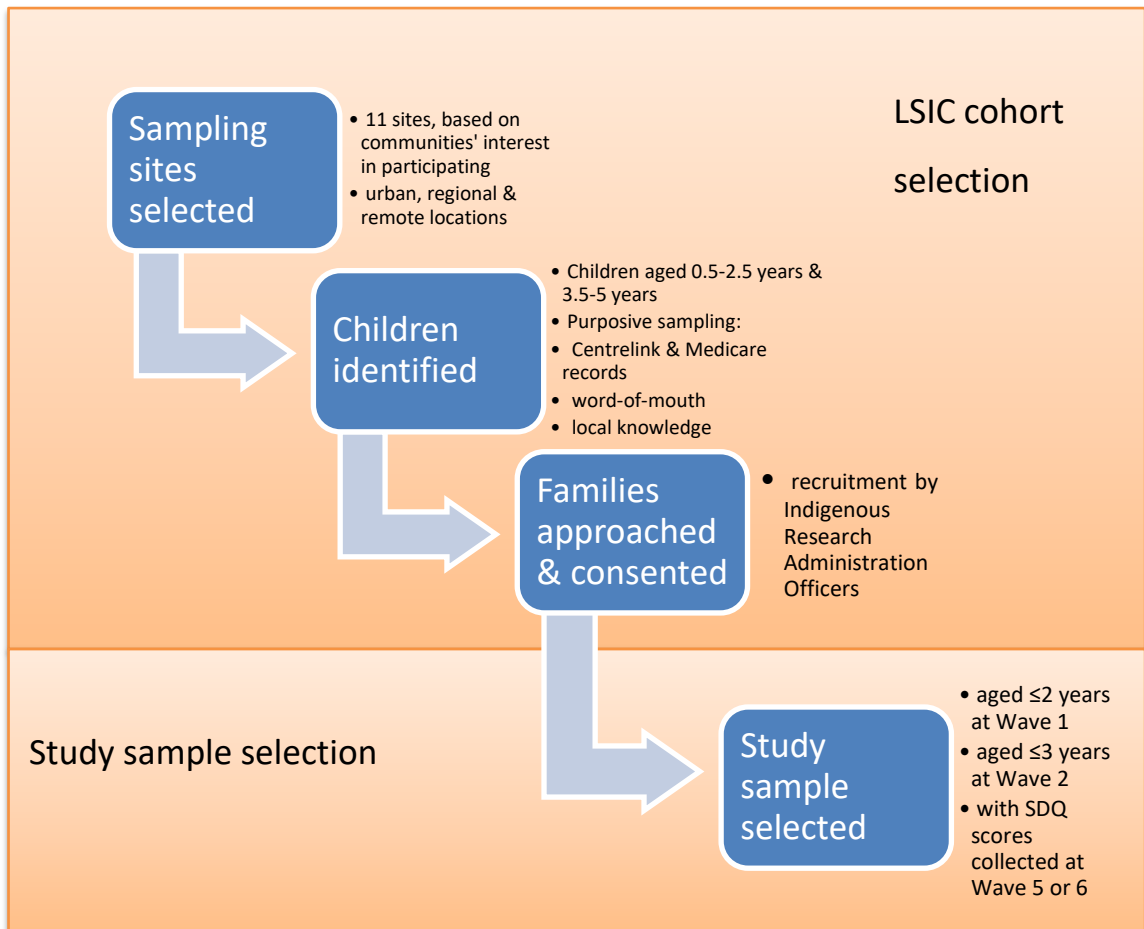 LSIC cohort
selection
Sampling
sites
selected
• 11 sites, based on
communities' interest
in participating
• urban, regional &
remote locations
Children
identified
• Children aged 0.5-2.5 years &
3.5-5 years
• Purposive sampling:
• Centrelink & Medicare
records
• word-of-mouth
• local knowledge
Families
approached
& consented
• recruitment by
Indigenous
Research
Administration
Officers
Study sample selection
Study
sample
selected
• aged ≤2 years
at Wave 1
• aged ≤3 years
at Wave 2
• with SDQ
scores
collected at
Wave 5 or 6